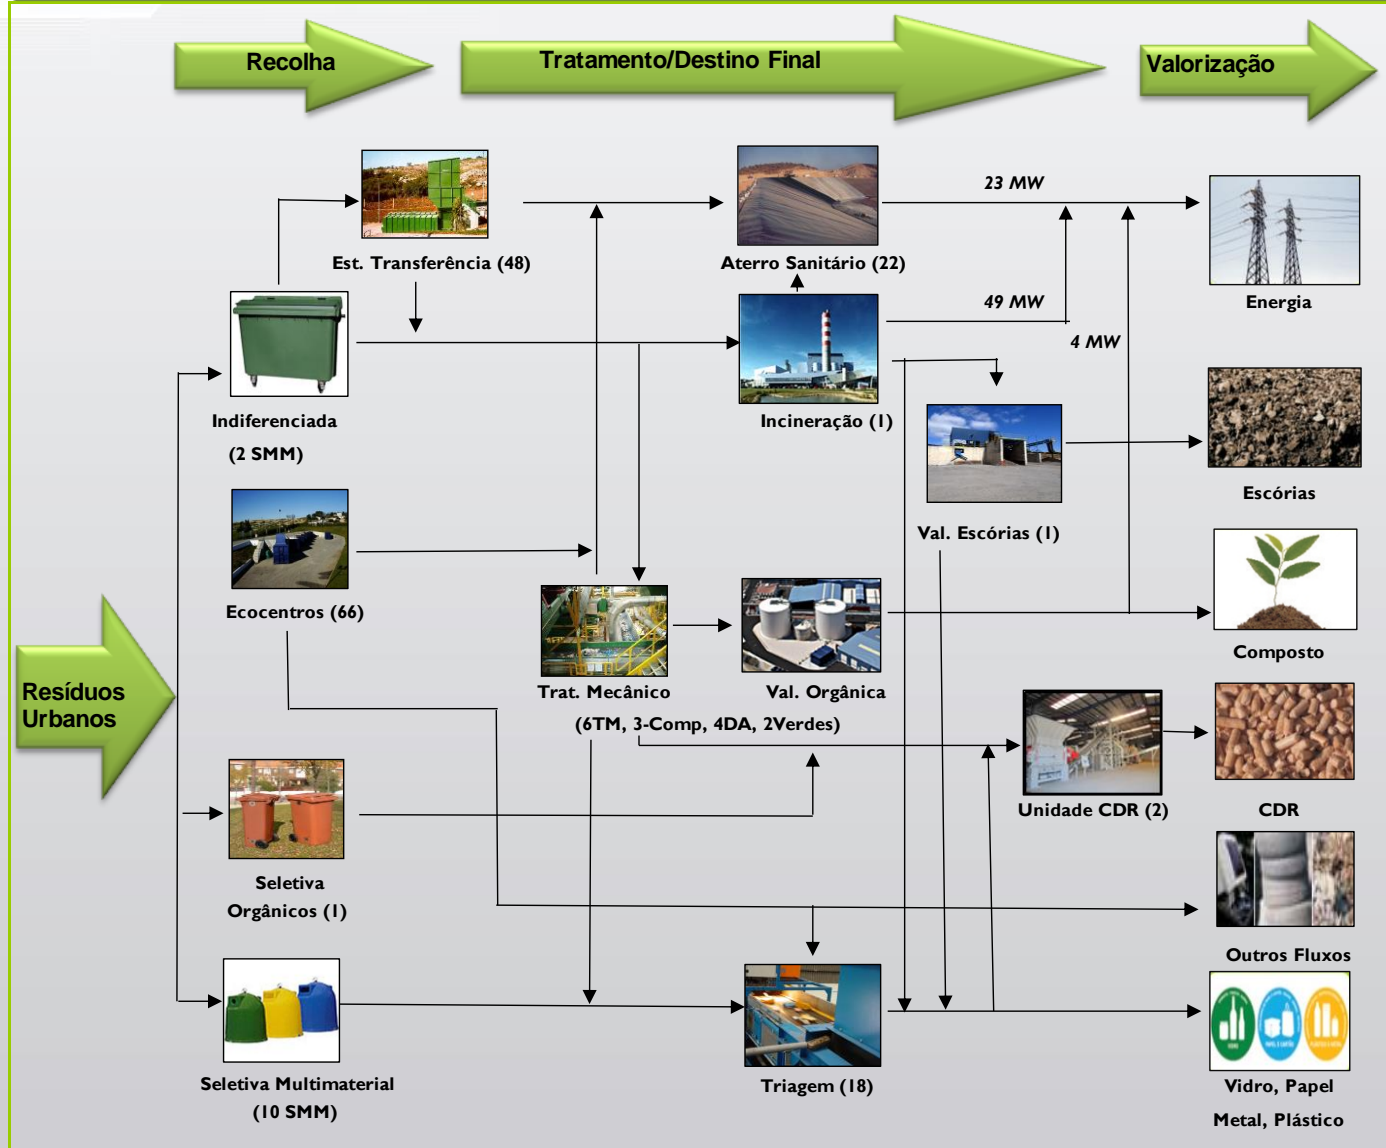 Recolha
Tratamento/Destino Final
Valorização
23 MW
Est. Transferência (48)
Aterro Sanitário (22)
Energia
49 MW
4 MW
Indiferenciada
(2 SMM)
Incineração (1)
Escórias
Val. Escórias (1)
Ecocentros (66)
Composto
Resíduos
Urbanos
Trat. Mecânico
Val. Orgânica
(6TM, 3-Comp, 4DA, 2Verdes)
Unidade CDR (2)
CDR
Seletiva
Orgânicos (1)
Outros Fluxos
Seletiva Multimaterial
(10 SMM)
Triagem (18)
Vidro, Papel
Metal, Plástico